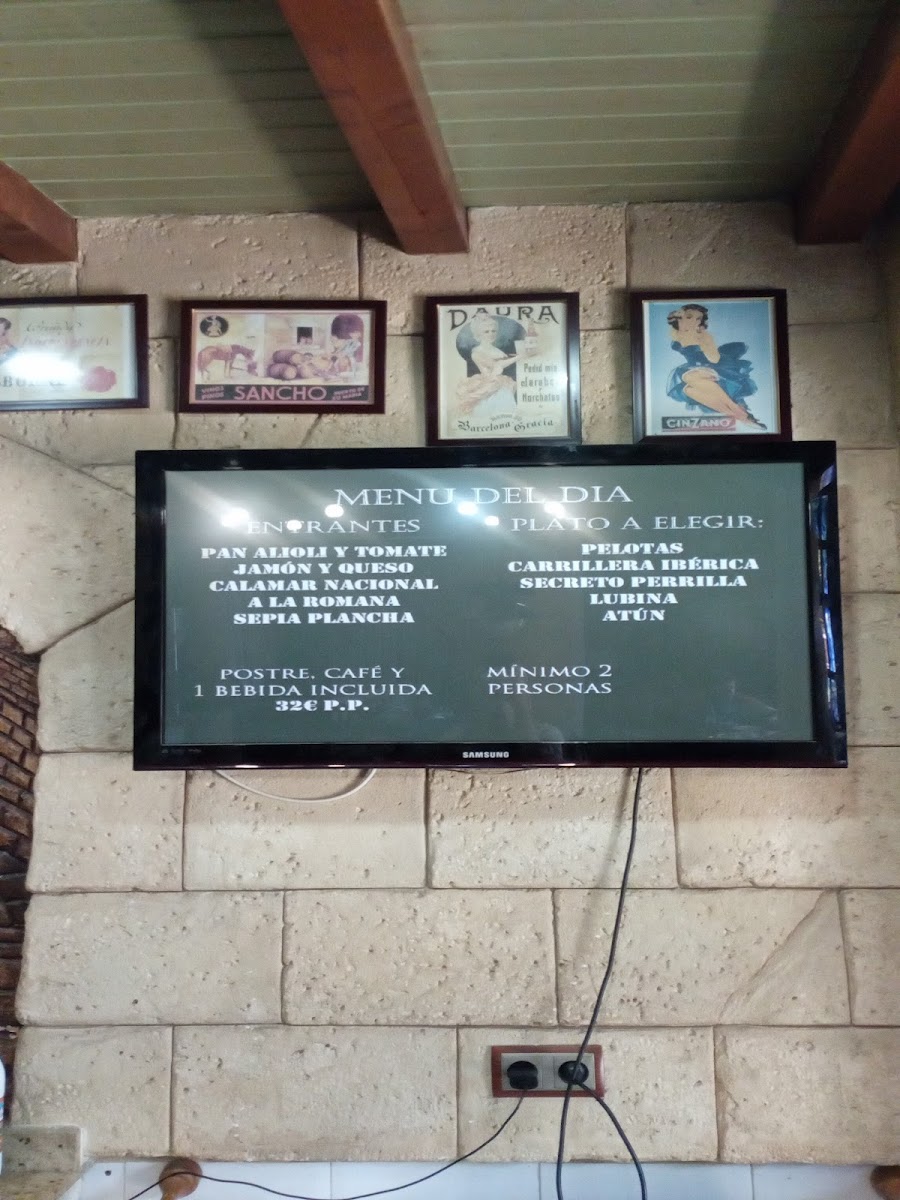 SANCHO
DAURA
Barcelona Gracia
CINZANO
MENU DEL DIA
ENTRANTES
PAN ALIOLI Y TOMATE
JAMÓN Y QUESO
CALAMAR NACIONAL
A LA ROMANA
SEPIA PLANCHA
PLATO A ELEGIR:
PELOTAS
CARRILLERA IBÉRICA
SECRETO PERRILLA
LUBINA
ATÚN
POSTRE, CAFÉ Y
1 BEBIDA INCLUIDA
32€ P.P.
MÍNIMO 2
PERSONAS
SAMSUNG